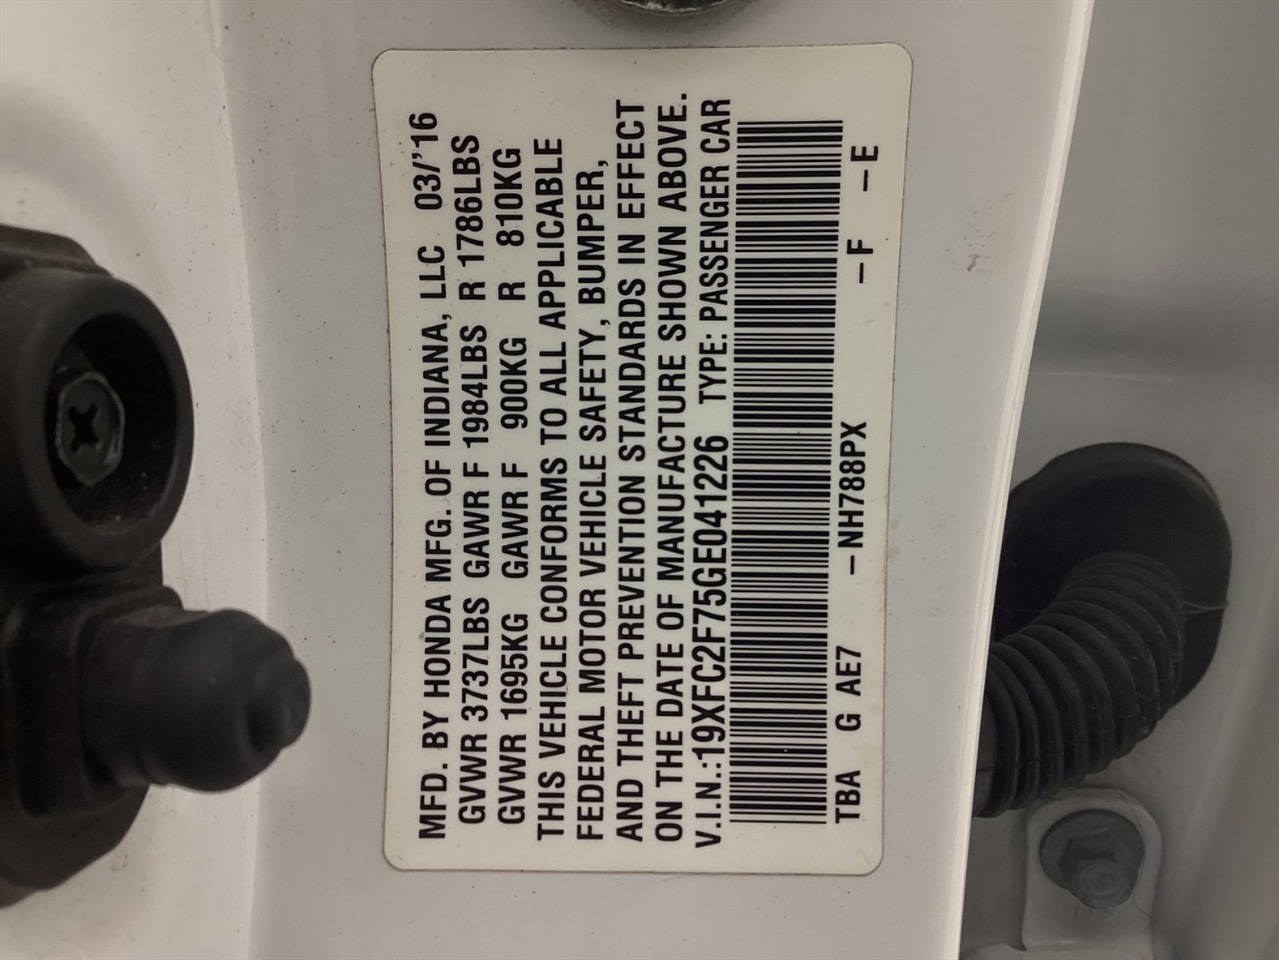 MFD. BY HONDA MFG. OF INDIANA, LLC 03/'16
GVWR 3737LBS GAWR F 1984LBS R 1786LBS
GVWR 1695KG GAWR F 900KG R 810KG
THIS VEHICLE CONFORMS TO ALL APPLICABLE
FEDERAL MOTOR VEHICLE SAFETY, BUMPER,
AND THEFT PREVENTION STANDARDS IN EFFECT
ON THE DATE OF MANUFACTURE SHOWN ABOVE.
V.I.N.:19XFC2F75GE041226 TYPE: PASSENGER CAR
TBA G AE7 –NH788PX –F –E